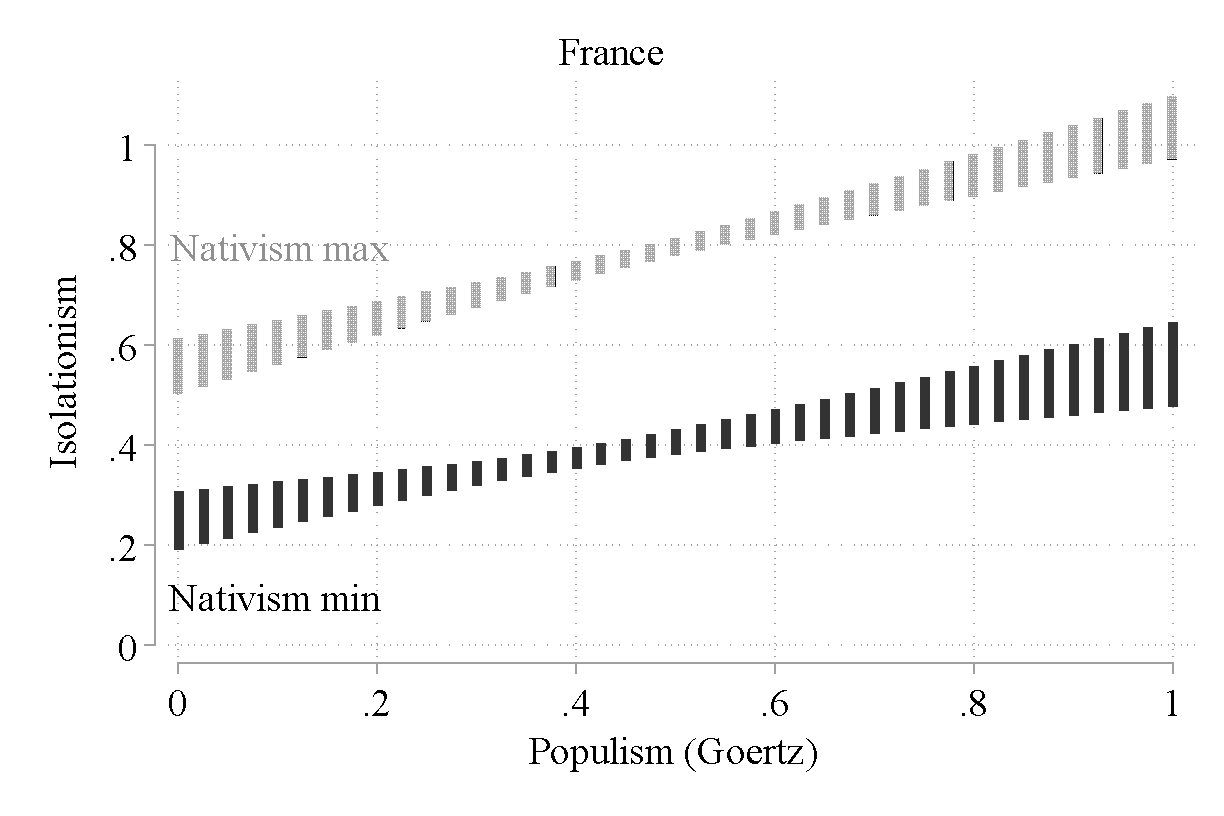 France
1
.8
.6
.4
.2
0
Isolationism
Nativism max
Nativism min
0 .2 .4 .6 .8 1
Populism (Goertz)